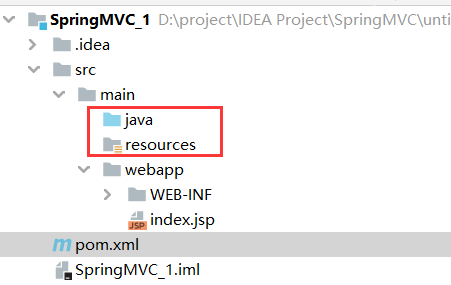 SpringMVC_1 D:\project\IDEA Project\SpringMVC\unti
.idea
src
main
java
resources
webapp
WEB-INF
index.jsp
pom.xml
SpringMVC_1.iml